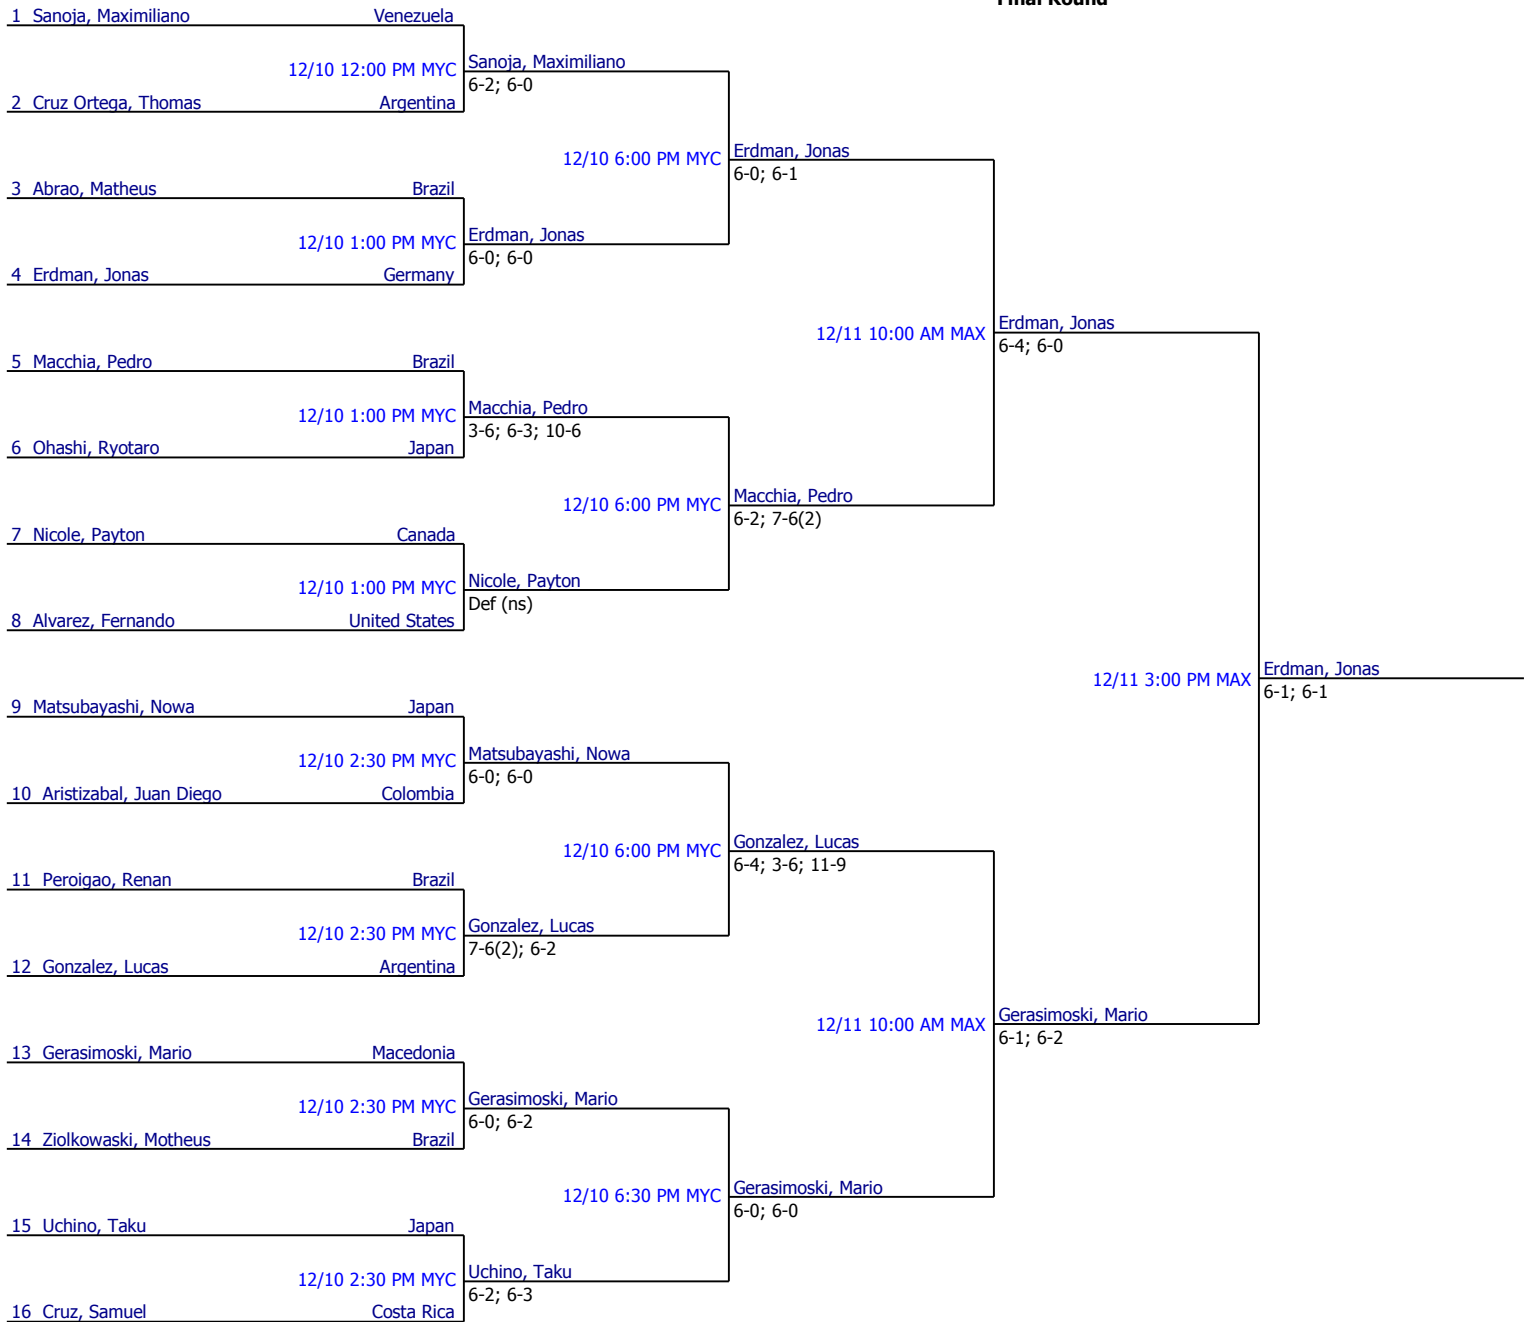 Final Round
1 Sanoja, Maximiliano Venezuela
12/10 12:00 PM MYC
Sanoja, Maximiliano
6-2; 6-0
2 Cruz Ortega, Thomas Argentina
12/10 6:00 PM MYC
Erdman, Jonas
6-0; 6-1
3 Abrao, Matheus Brazil
12/10 1:00 PM MYC
Erdman, Jonas
6-0; 6-0
4 Erdman, Jonas Germany
12/11 10:00 AM MAX
Erdman, Jonas
6-4; 6-0
5 Macchia, Pedro Brazil
12/10 1:00 PM MYC
Macchia, Pedro
3-6; 6-3; 10-6
6 Ohashi, Ryotaro Japan
12/10 6:00 PM MYC
Macchia, Pedro
6-2; 7-6(2)
7 Nicole, Payton Canada
12/10 1:00 PM MYC
Nicole, Payton
Def (ns)
8 Alvarez, Fernando United States
12/11 3:00 PM MAX
Erdman, Jonas
6-1; 6-1
9 Matsubayashi, Nowa Japan
12/10 2:30 PM MYC
Matsubayashi, Nowa
6-0; 6-0
10 Aristizabal, Juan Diego Colombia
12/10 6:00 PM MYC
Gonzalez, Lucas
6-4; 3-6; 11-9
11 Peroigao, Renan Brazil
12/10 2:30 PM MYC
Gonzalez, Lucas
7-6(2); 6-2
12 Gonzalez, Lucas Argentina
12/11 10:00 AM MAX
Gerasimoski, Mario
6-1; 6-2
13 Gerasimoski, Mario Macedonia
12/10 2:30 PM MYC
Gerasimoski, Mario
6-0; 6-2
14 Ziolkowaski, Motheus Brazil
12/10 6:30 PM MYC
Gerasimoski, Mario
6-0; 6-0
15 Uchino, Taku Japan
12/10 2:30 PM MYC
Uchino, Taku
6-2; 6-3
16 Cruz, Samuel Costa Rica